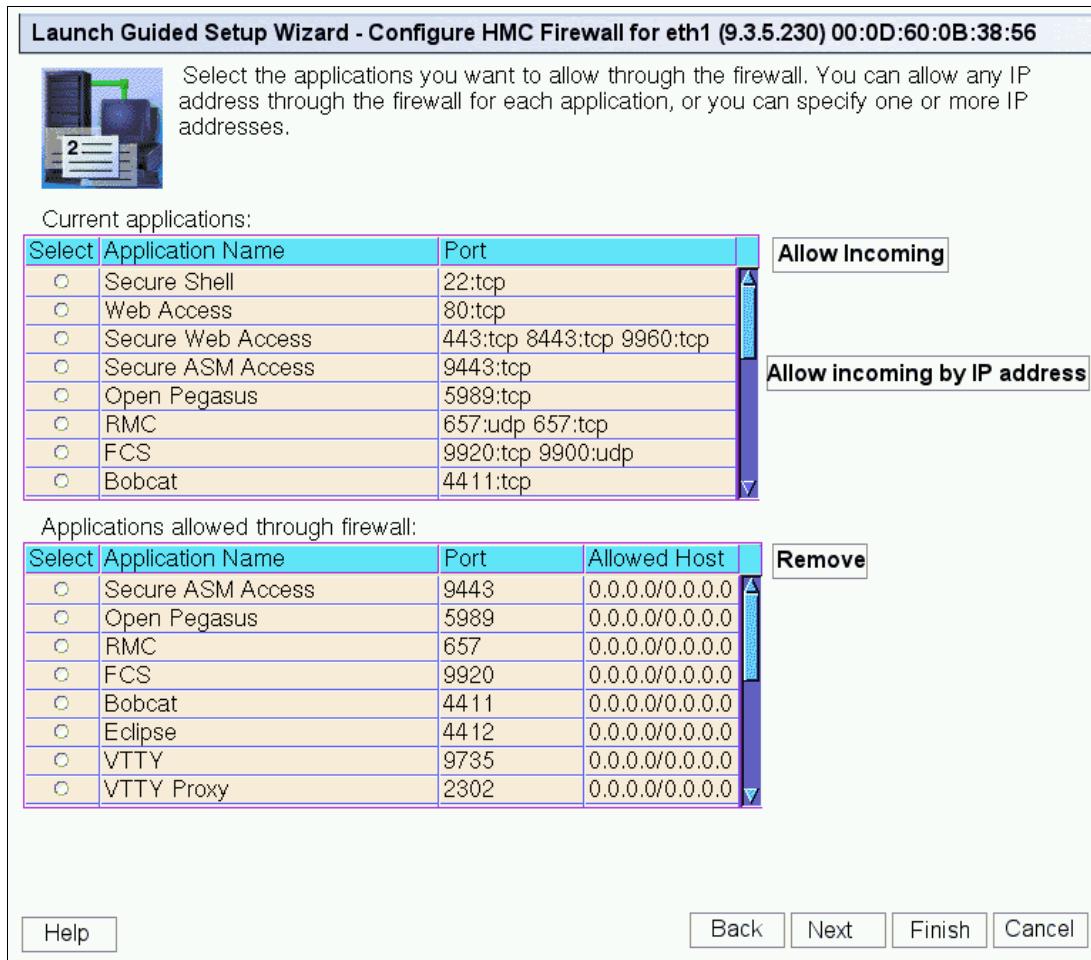 Launch Guided Setup Wizard - Configure HMC Firewall for eth1 (9.3.5.230) 00:0D:60:0B:38:56
Select the applications you want to allow through the firewall. You can allow any IP
address through the firewall for each application, or you can specify one or more IP
addresses.
2
Current applications:
Select Application Name Port
Secure Shell 22:tcp
Web Access 80:tcp
Secure Web Access 443:tcp 8443:tcp 9960:tcp
Secure ASM Access 9443:tcp
Open Pegasus 5989:tcp
RMC 657:udp 657:tcp
FCS 9920:tcp 9900:udp
Bobcat 4411:tcp
Allow Incoming
Allow incoming by IP address
Applications allowed through firewall:
Select Application Name Port Allowed Host
Secure ASM Access 9443 0.0.0.0/0.0.0.0
Open Pegasus 5989 0.0.0.0/0.0.0.0
RMC 657 0.0.0.0/0.0.0.0
FCS 9920 0.0.0.0/0.0.0.0
Bobcat 4411 0.0.0.0/0.0.0.0
Eclipse 4412 0.0.0.0/0.0.0.0
VTTY 9735 0.0.0.0/0.0.0.0
VTTY Proxy 2302 0.0.0.0/0.0.0.0
Remove
Help Back Next Finish Cancel